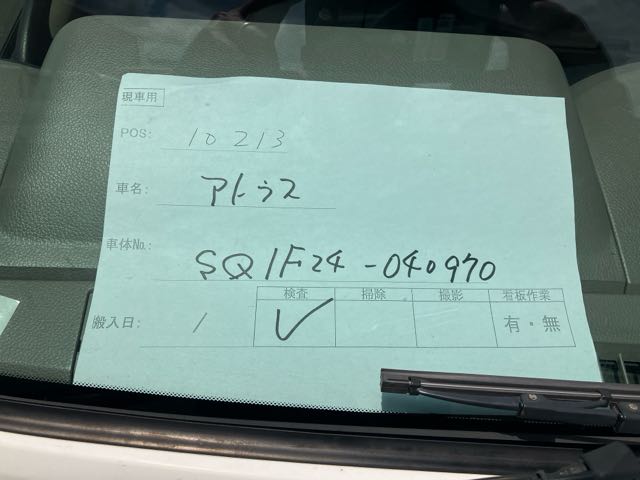 現車用
POS: 10213
車名: アトラス
車体No.: SQ1F24-040970
検査 掃除 撮影 看板作業
搬入日: / ✓ 有・無